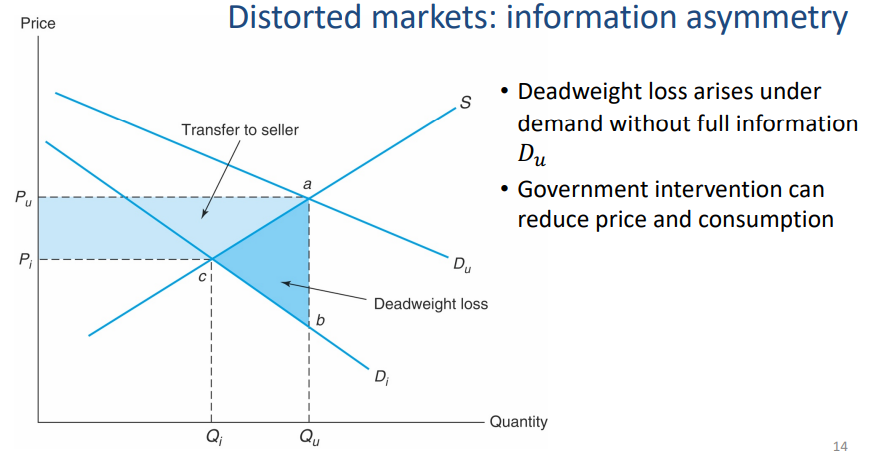 Distorted markets: information asymmetry
Price
Transfer to seller
S
a
P_u
P_i
c
D_u
Deadweight loss
b
D_i
Q_i
Q_u
Quantity
• Deadweight loss arises under
demand without full information
D_u
• Government intervention can
reduce price and consumption
14